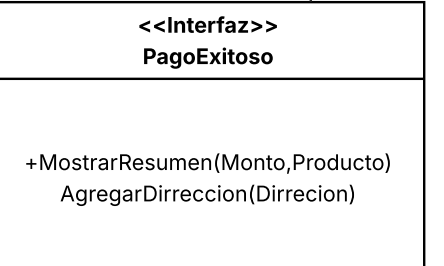 <<Interfaz>>
PagoExitoso
+MostrarResumen(Monto,Producto)
AgregarDirreccion(Dirrecion)